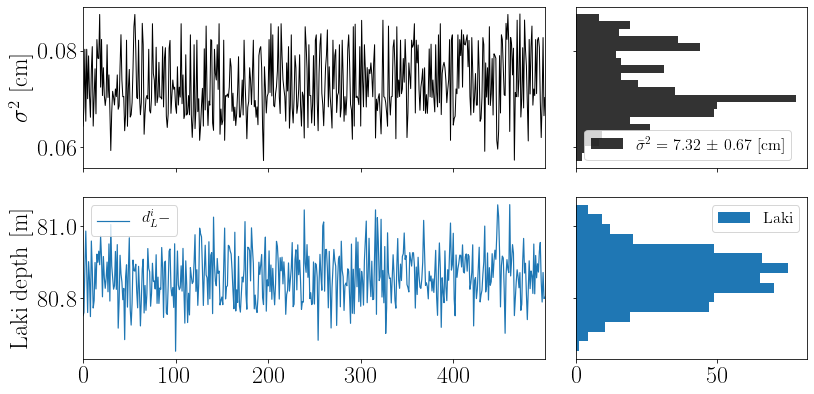 0.08
0.06
σ² [cm]
σ̄² = 7.32 ± 0.67 [cm]
81.0
80.8
Laki depth [m]
d_L^i−
Laki
0 100 200 300 400
0 50